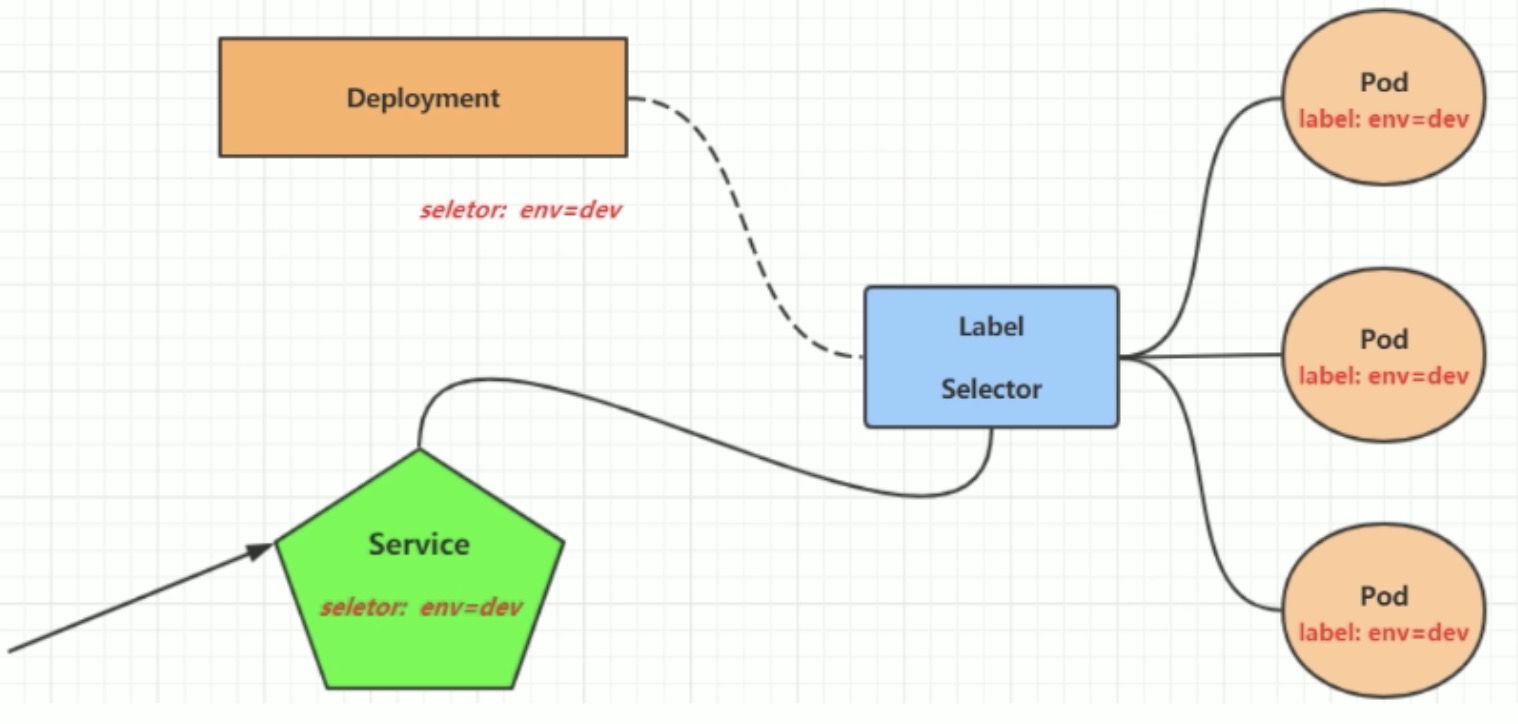 Deployment
seletor: env=dev
Label
Selector
Service
seletor: env=dev
Pod
label: env=dev
Pod
label: env=dev
Pod
label: env=dev